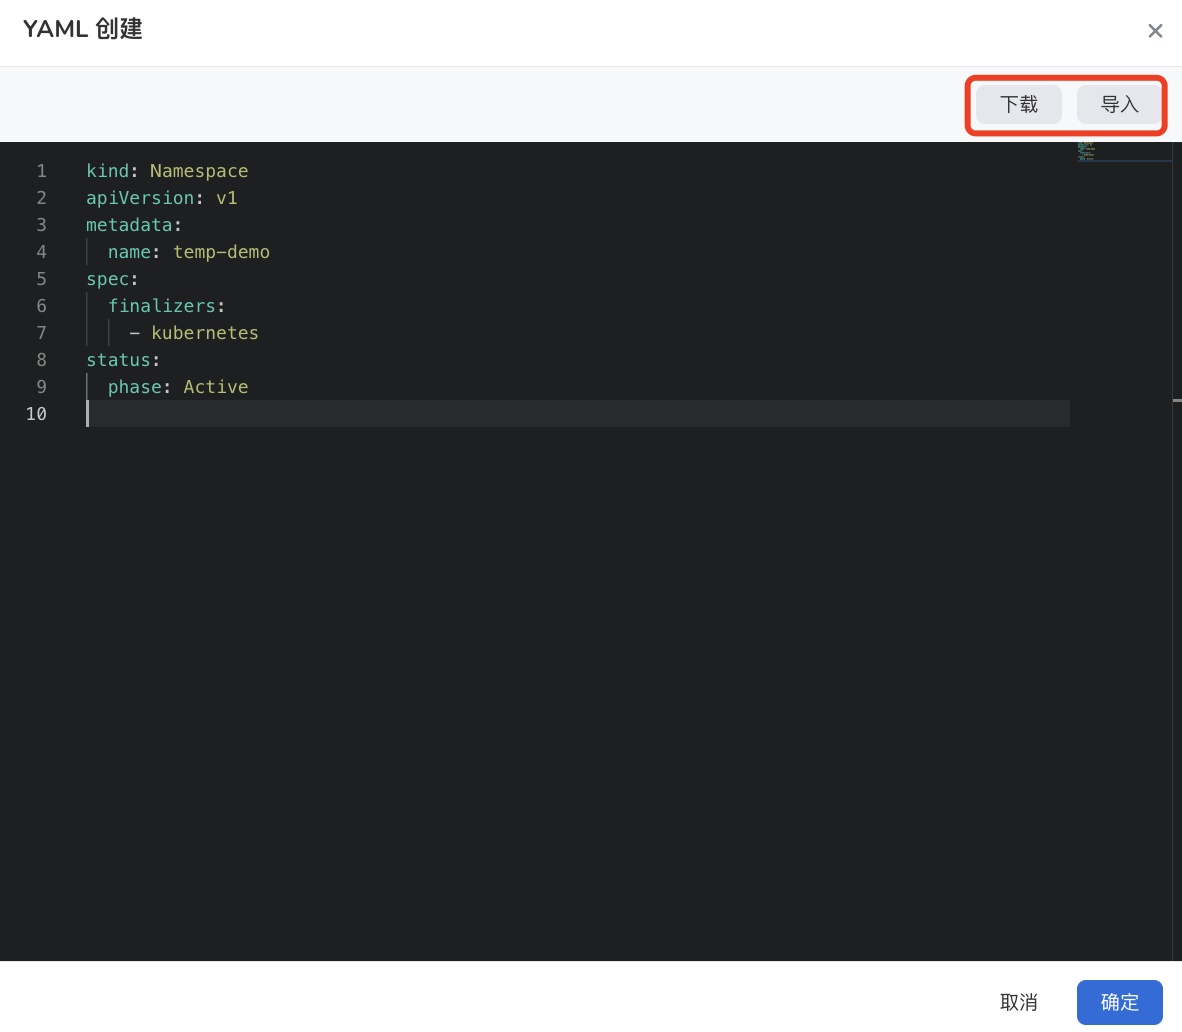 YAML 创建
下载 导入
1 kind: Namespace
2 apiVersion: v1
3 metadata:
4   name: temp-demo
5 spec:
6   finalizers:
7     - kubernetes
8 status:
9   phase: Active
10
取消 确定